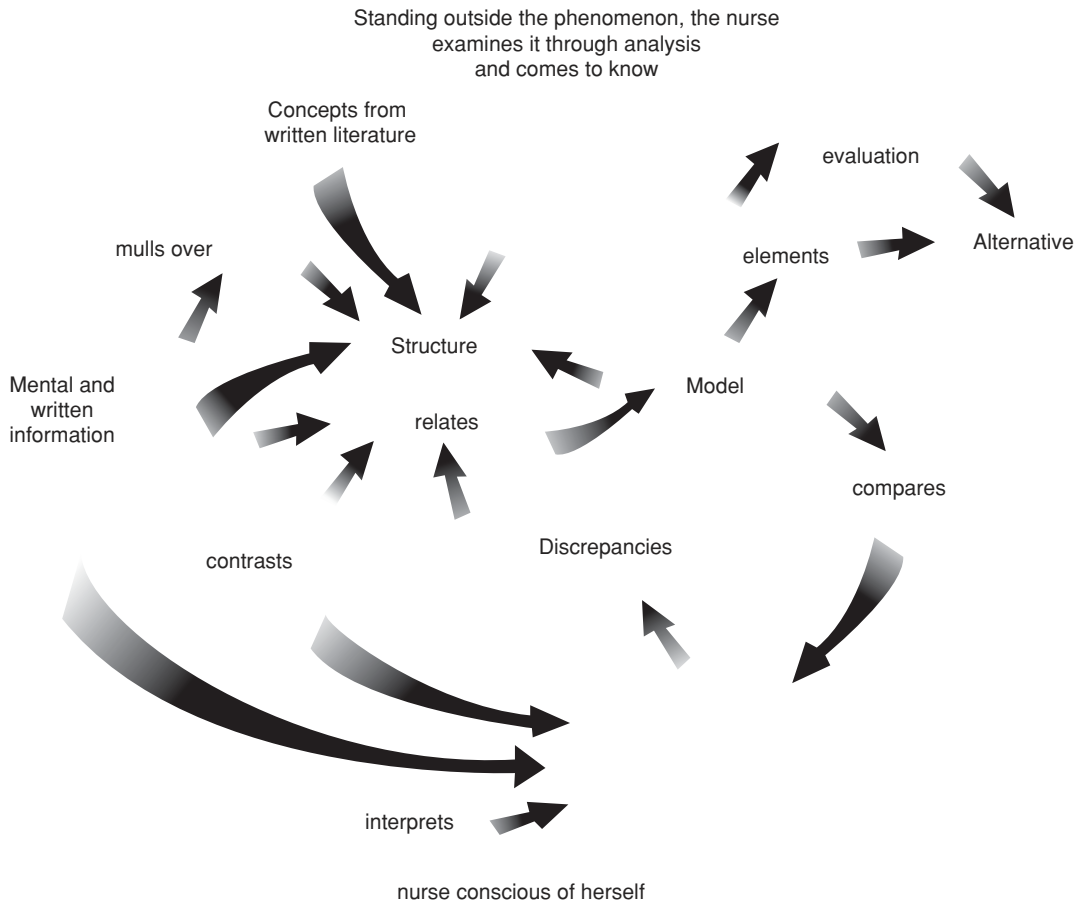 Standing outside the phenomenon, the nurse
examines it through analysis
and comes to know
Concepts from
written literature
evaluation
mulls over
Alternative
elements
Structure
Mental and
written
information
Model
relates
compares
Discrepancies
contrasts
interprets
nurse conscious of herself